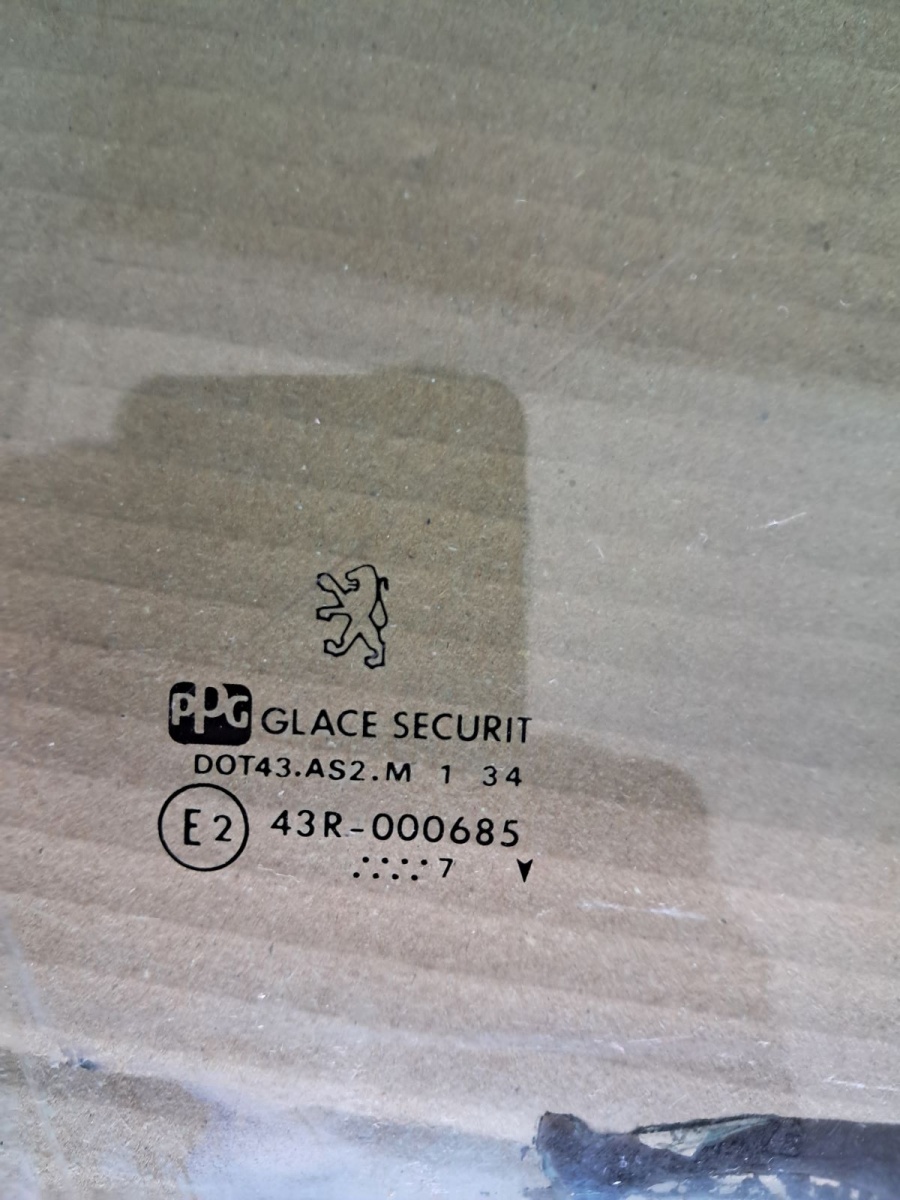 PPG GLACE SECURIT
DOT43.AS2.M 1 34
E2 43R-000685
7